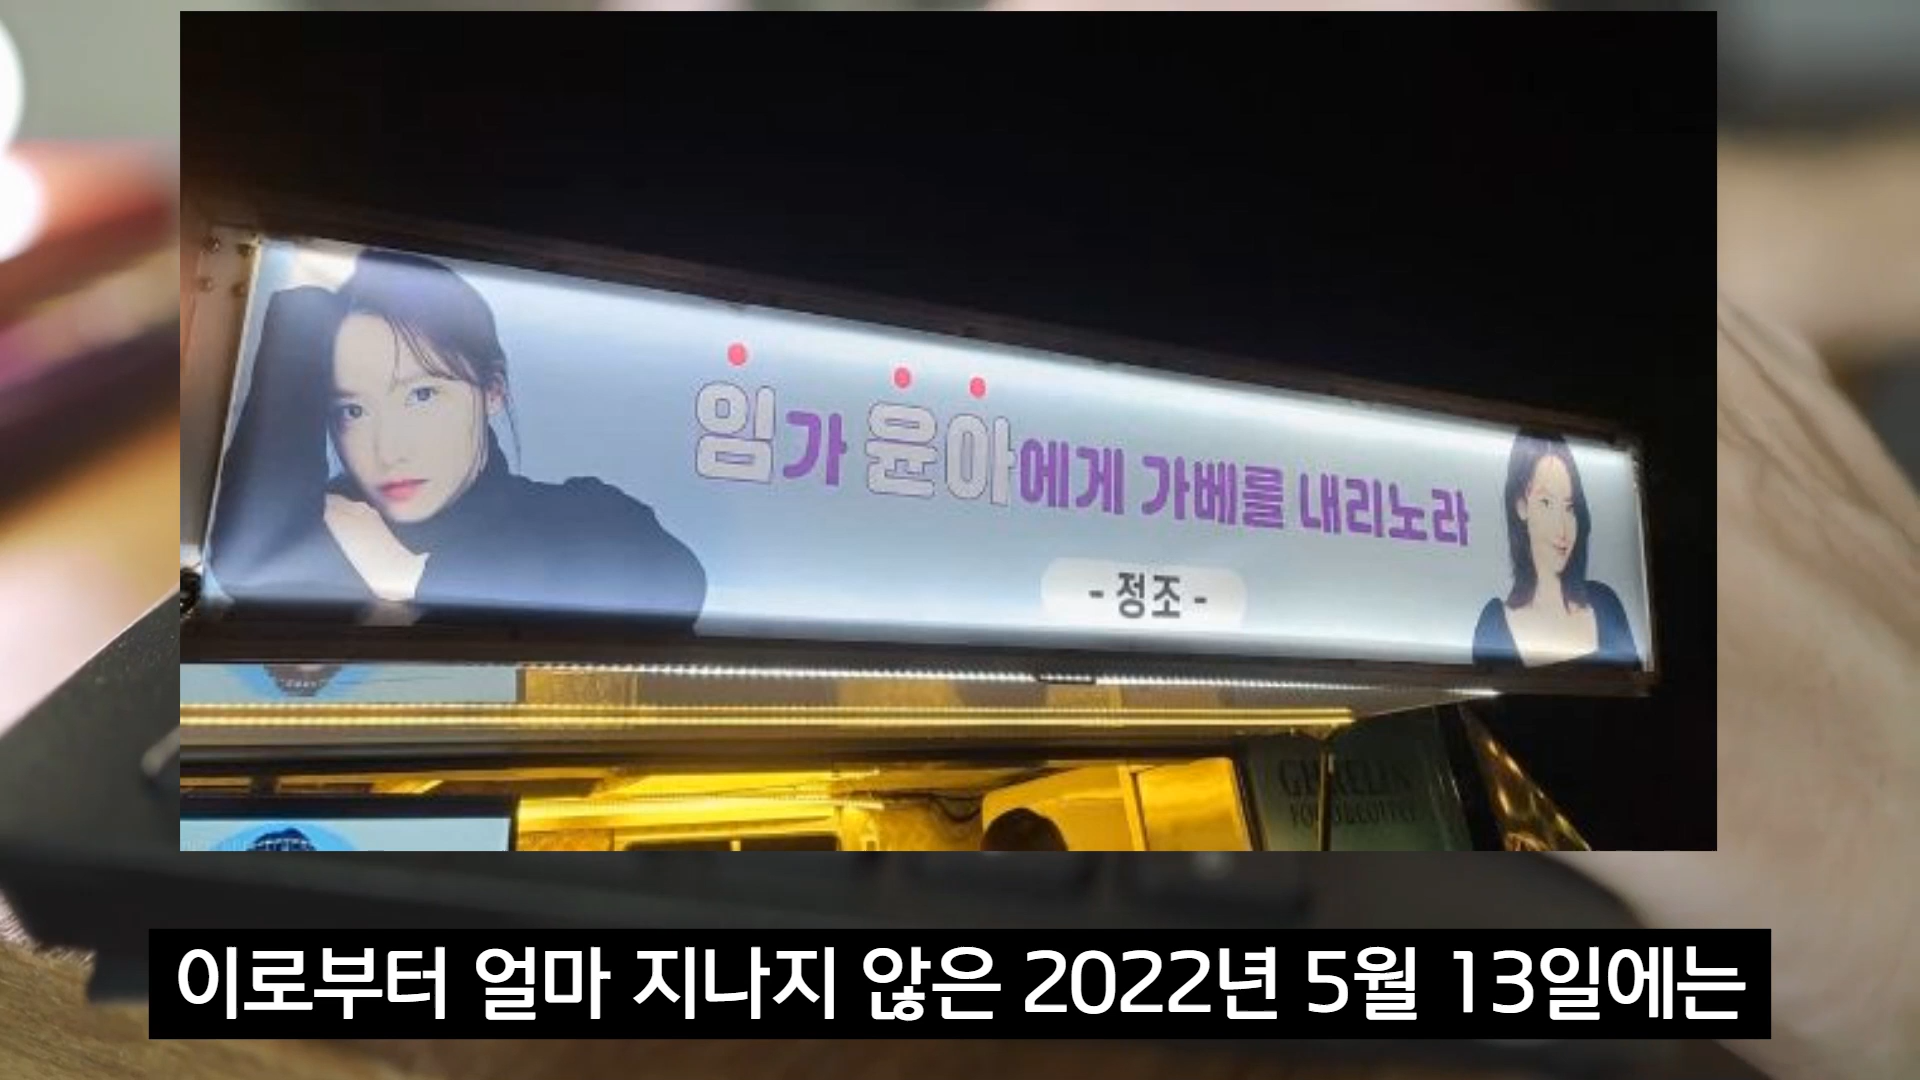 임가 윤아에게 가베를 내리노라
- 정조 -
이로부터 얼마 지나지 않은 2022년 5월 13일에는